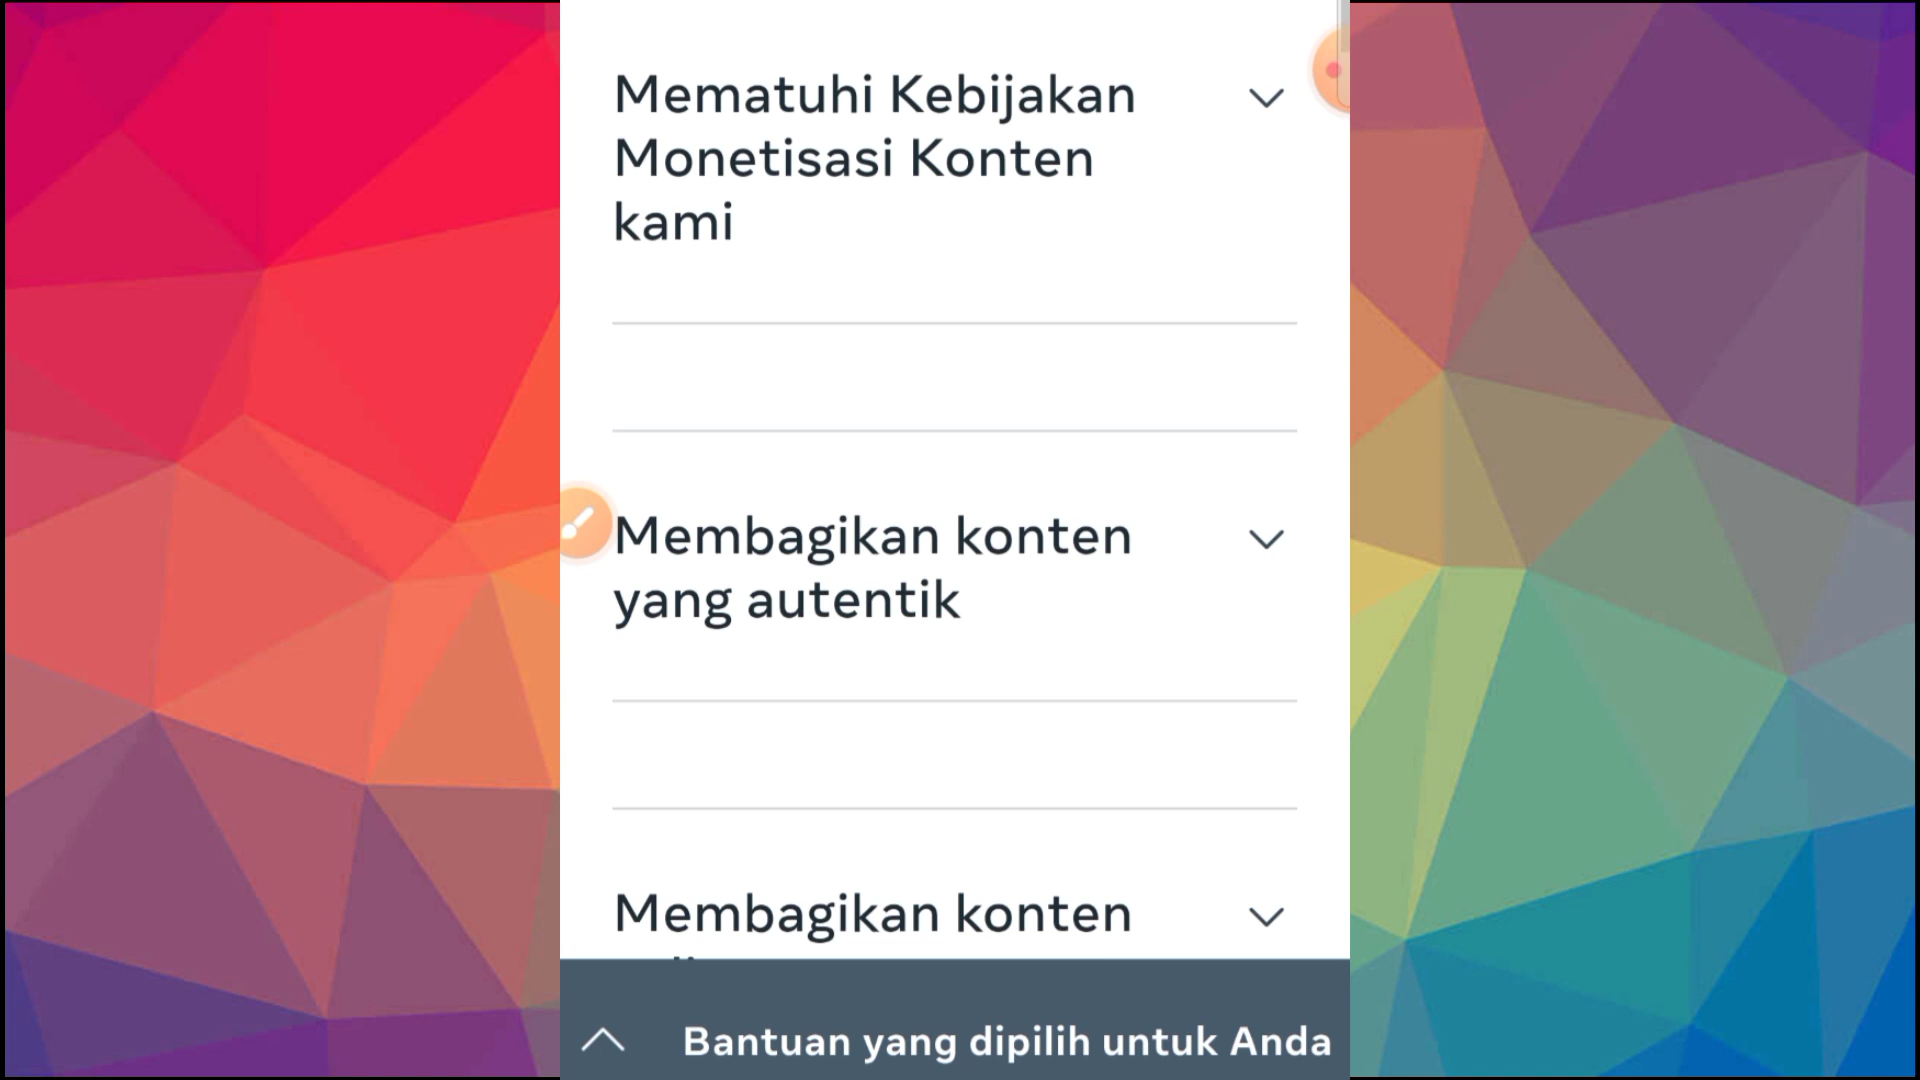 Mematuhi Kebijakan
Monetisasi Konten
kami
Membagikan konten
yang autentik
Membagikan konten
Bantuan yang dipilih untuk Anda